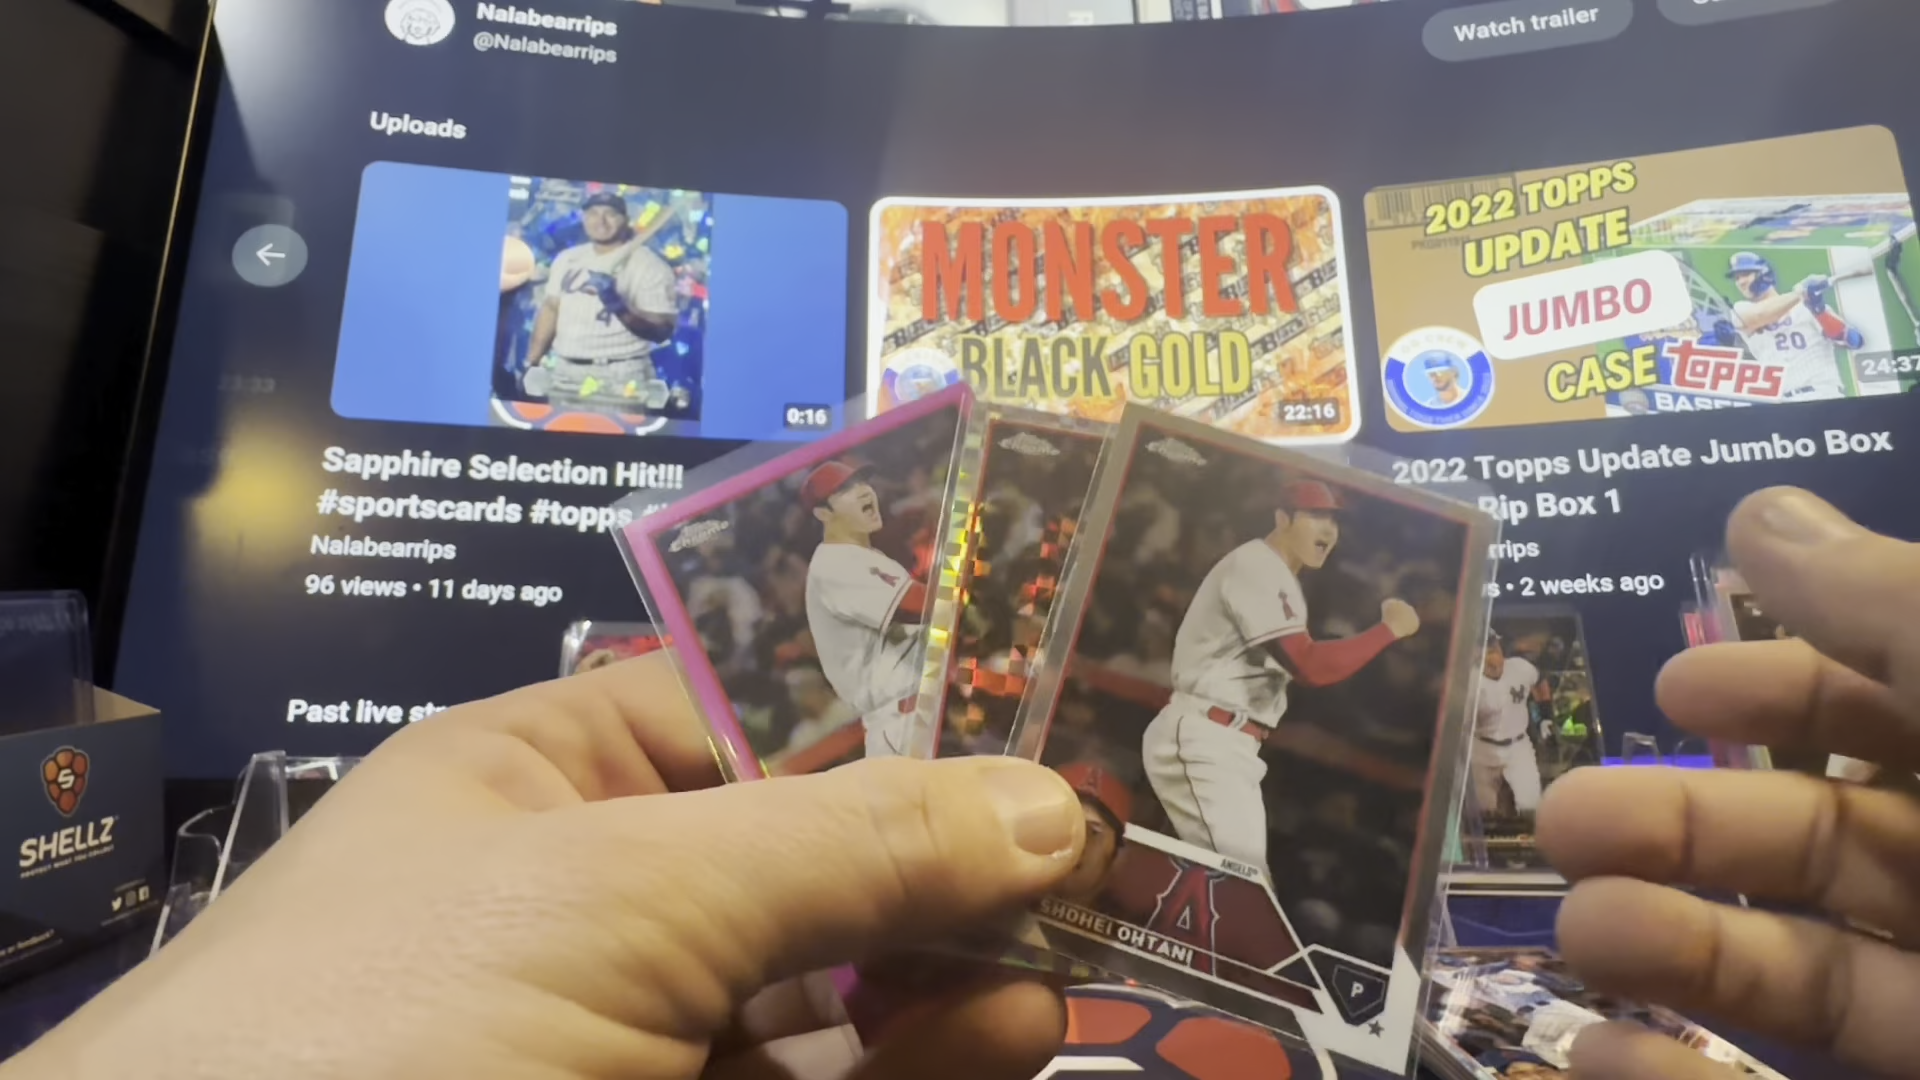 Nalabearrips
@Nalabearrips
Watch trailer
Uploads
MONSTER
BLACK GOLD
2022 TOPPS
UPDATE
JUMBO
CASE
topps
0:16
22:16
24:37
Sapphire Selection Hit!!!
#sportscards #topps
Nalabearrips
96 views • 11 days ago
2022 Topps Update Jumbo Box
Rip Box 1
• 2 weeks ago
Past live
SHELLZ
20
4
ANGELS
SHOHEI OHTANI
P